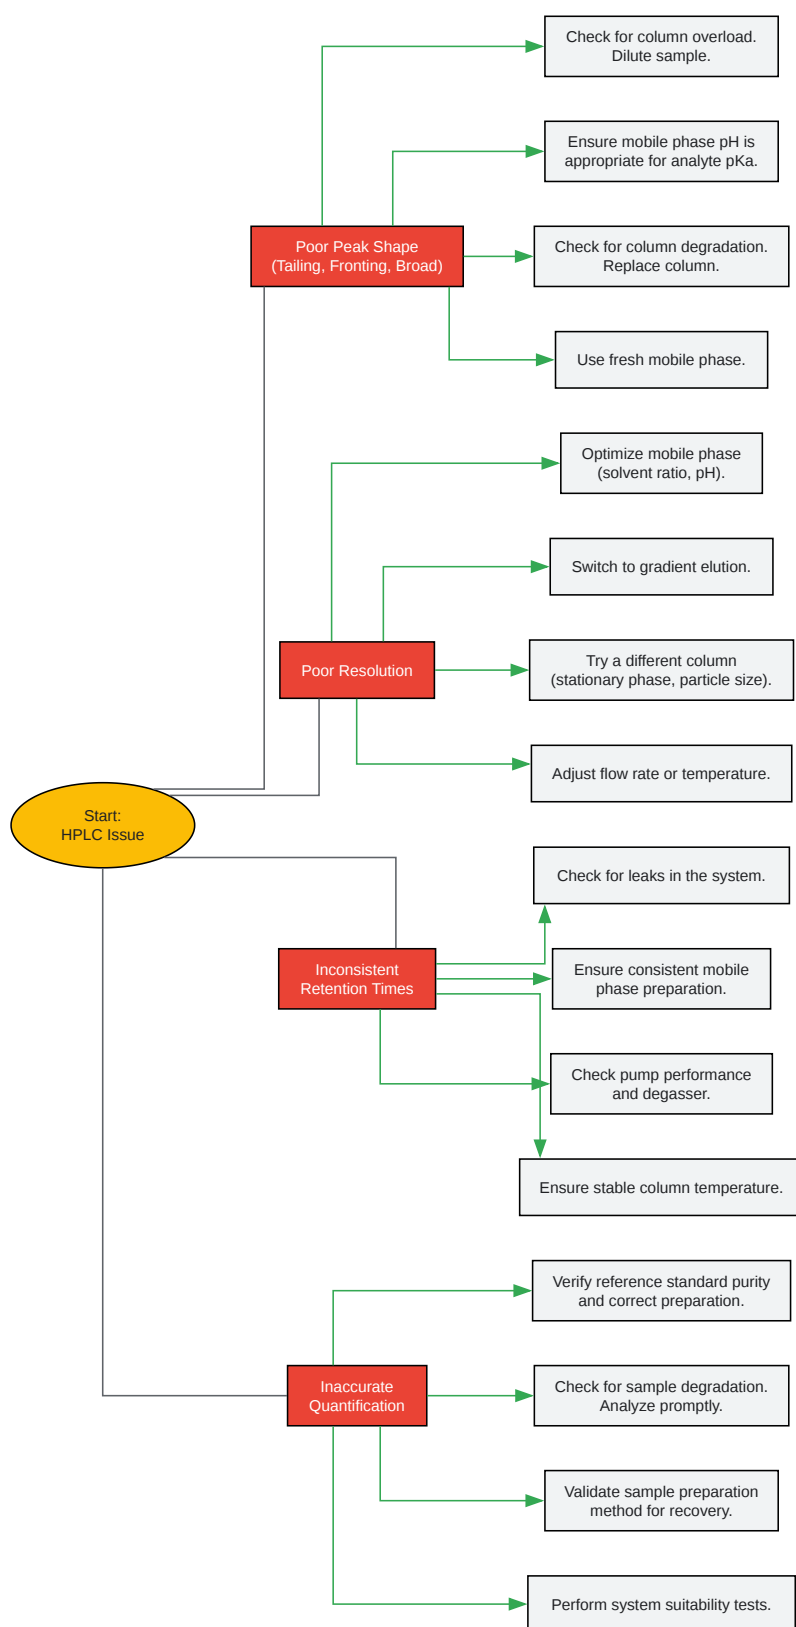 Check for column overload.
Dilute sample.
Ensure mobile phase pH is
appropriate for analyte pKa.
Poor Peak Shape
(Tailing, Fronting, Broad)
Check for column degradation.
Replace column.
Use fresh mobile phase.
Optimize mobile phase
(solvent ratio, pH).
Switch to gradient elution.
Poor Resolution
Try a different column
(stationary phase, particle size).
Adjust flow rate or temperature.
Start:
HPLC Issue
Check for leaks in the system.
Inconsistent
Retention Times
Ensure consistent mobile
phase preparation.
Check pump performance
and degasser.
Ensure stable column temperature.
Verify reference standard purity
and correct preparation.
Inaccurate
Quantification
Check for sample degradation.
Analyze promptly.
Validate sample preparation
method for recovery.
Perform system suitability tests.